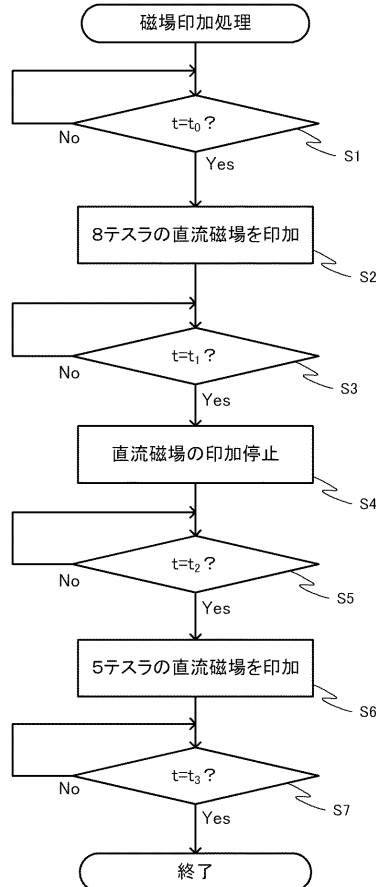 磁場印加処理
t=t₀?
No
S1
Yes
8テスラの直流磁場を印加
S2
t=t₁?
No
S3
Yes
直流磁場の印加停止
S4
t=t₂?
No
S5
Yes
5テスラの直流磁場を印加
S6
t=t₃?
No
S7
Yes
終了